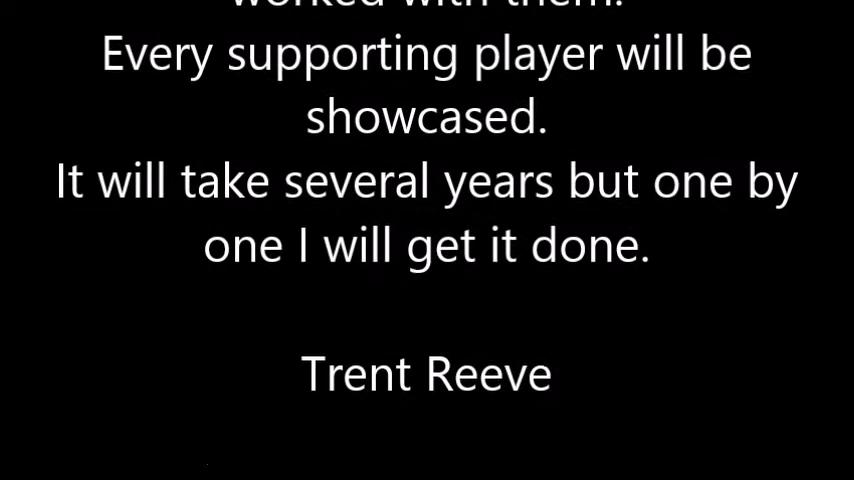 worked with them.
Every supporting player will be
showcased.
It will take several years but one by
one I will get it done.
Trent Reeve